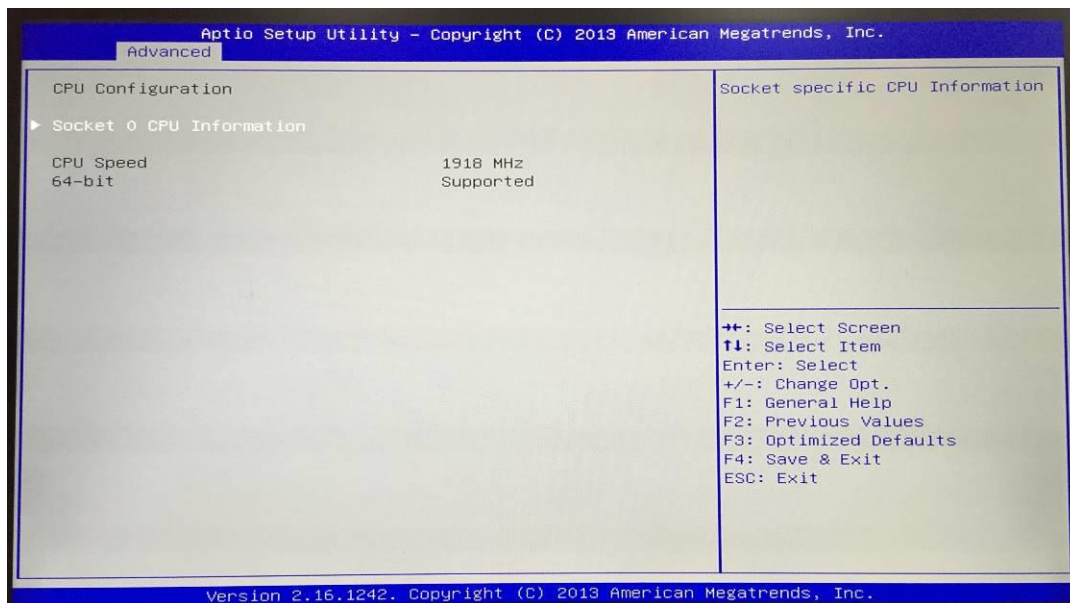 Aptio Setup Utility – Copyright (C) 2013 American Megatrends, Inc.
Advanced
CPU Configuration
Socket specific CPU Information
► Socket 0 CPU Information
CPU Speed 1918 MHz
64-bit Supported
→←: Select Screen
↑↓: Select Item
Enter: Select
+/-: Change Opt.
F1: General Help
F2: Previous Values
F3: Optimized Defaults
F4: Save & Exit
ESC: Exit
Version 2.16.1242. Copyright (C) 2013 American Megatrends, Inc.